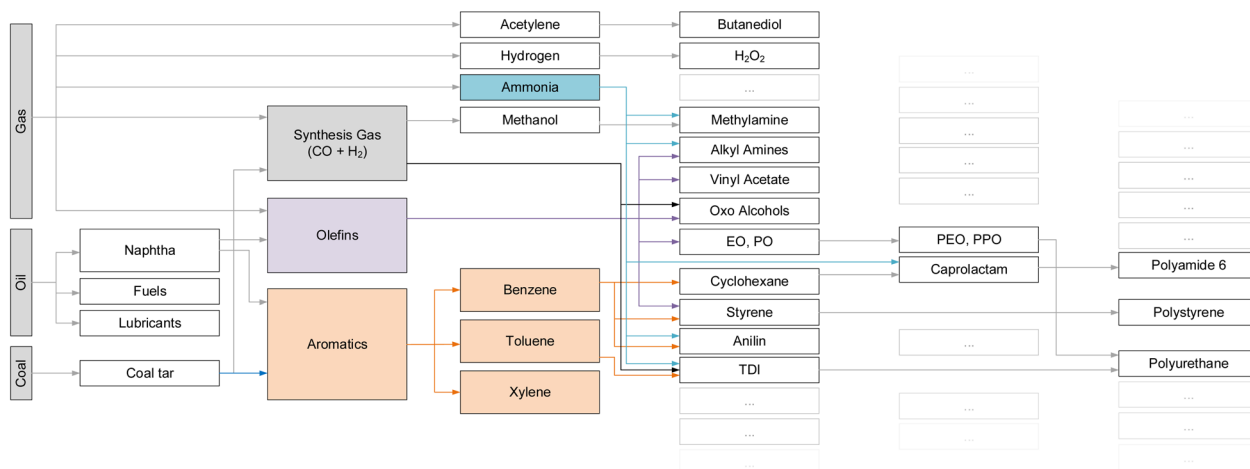 Gas
Oil
Coal
Naphtha
Fuels
Lubricants
Coal tar
Synthesis Gas
(CO + H₂)
Olefins
Aromatics
Acetylene
Hydrogen
Ammonia
Methanol
Benzene
Toluene
Xylene
Butanediol
H₂O₂
...
Methylamine
Alkyl Amines
Vinyl Acetate
Oxo Alcohols
EO, PO
Cyclohexane
Styrene
Anilin
TDI
...
...
...
...
...
...
...
...
PEO, PPO
Caprolactam
...
...
...
...
...
...
...
...
Polyamide 6
Polystyrene
Polyurethane
...
...
...